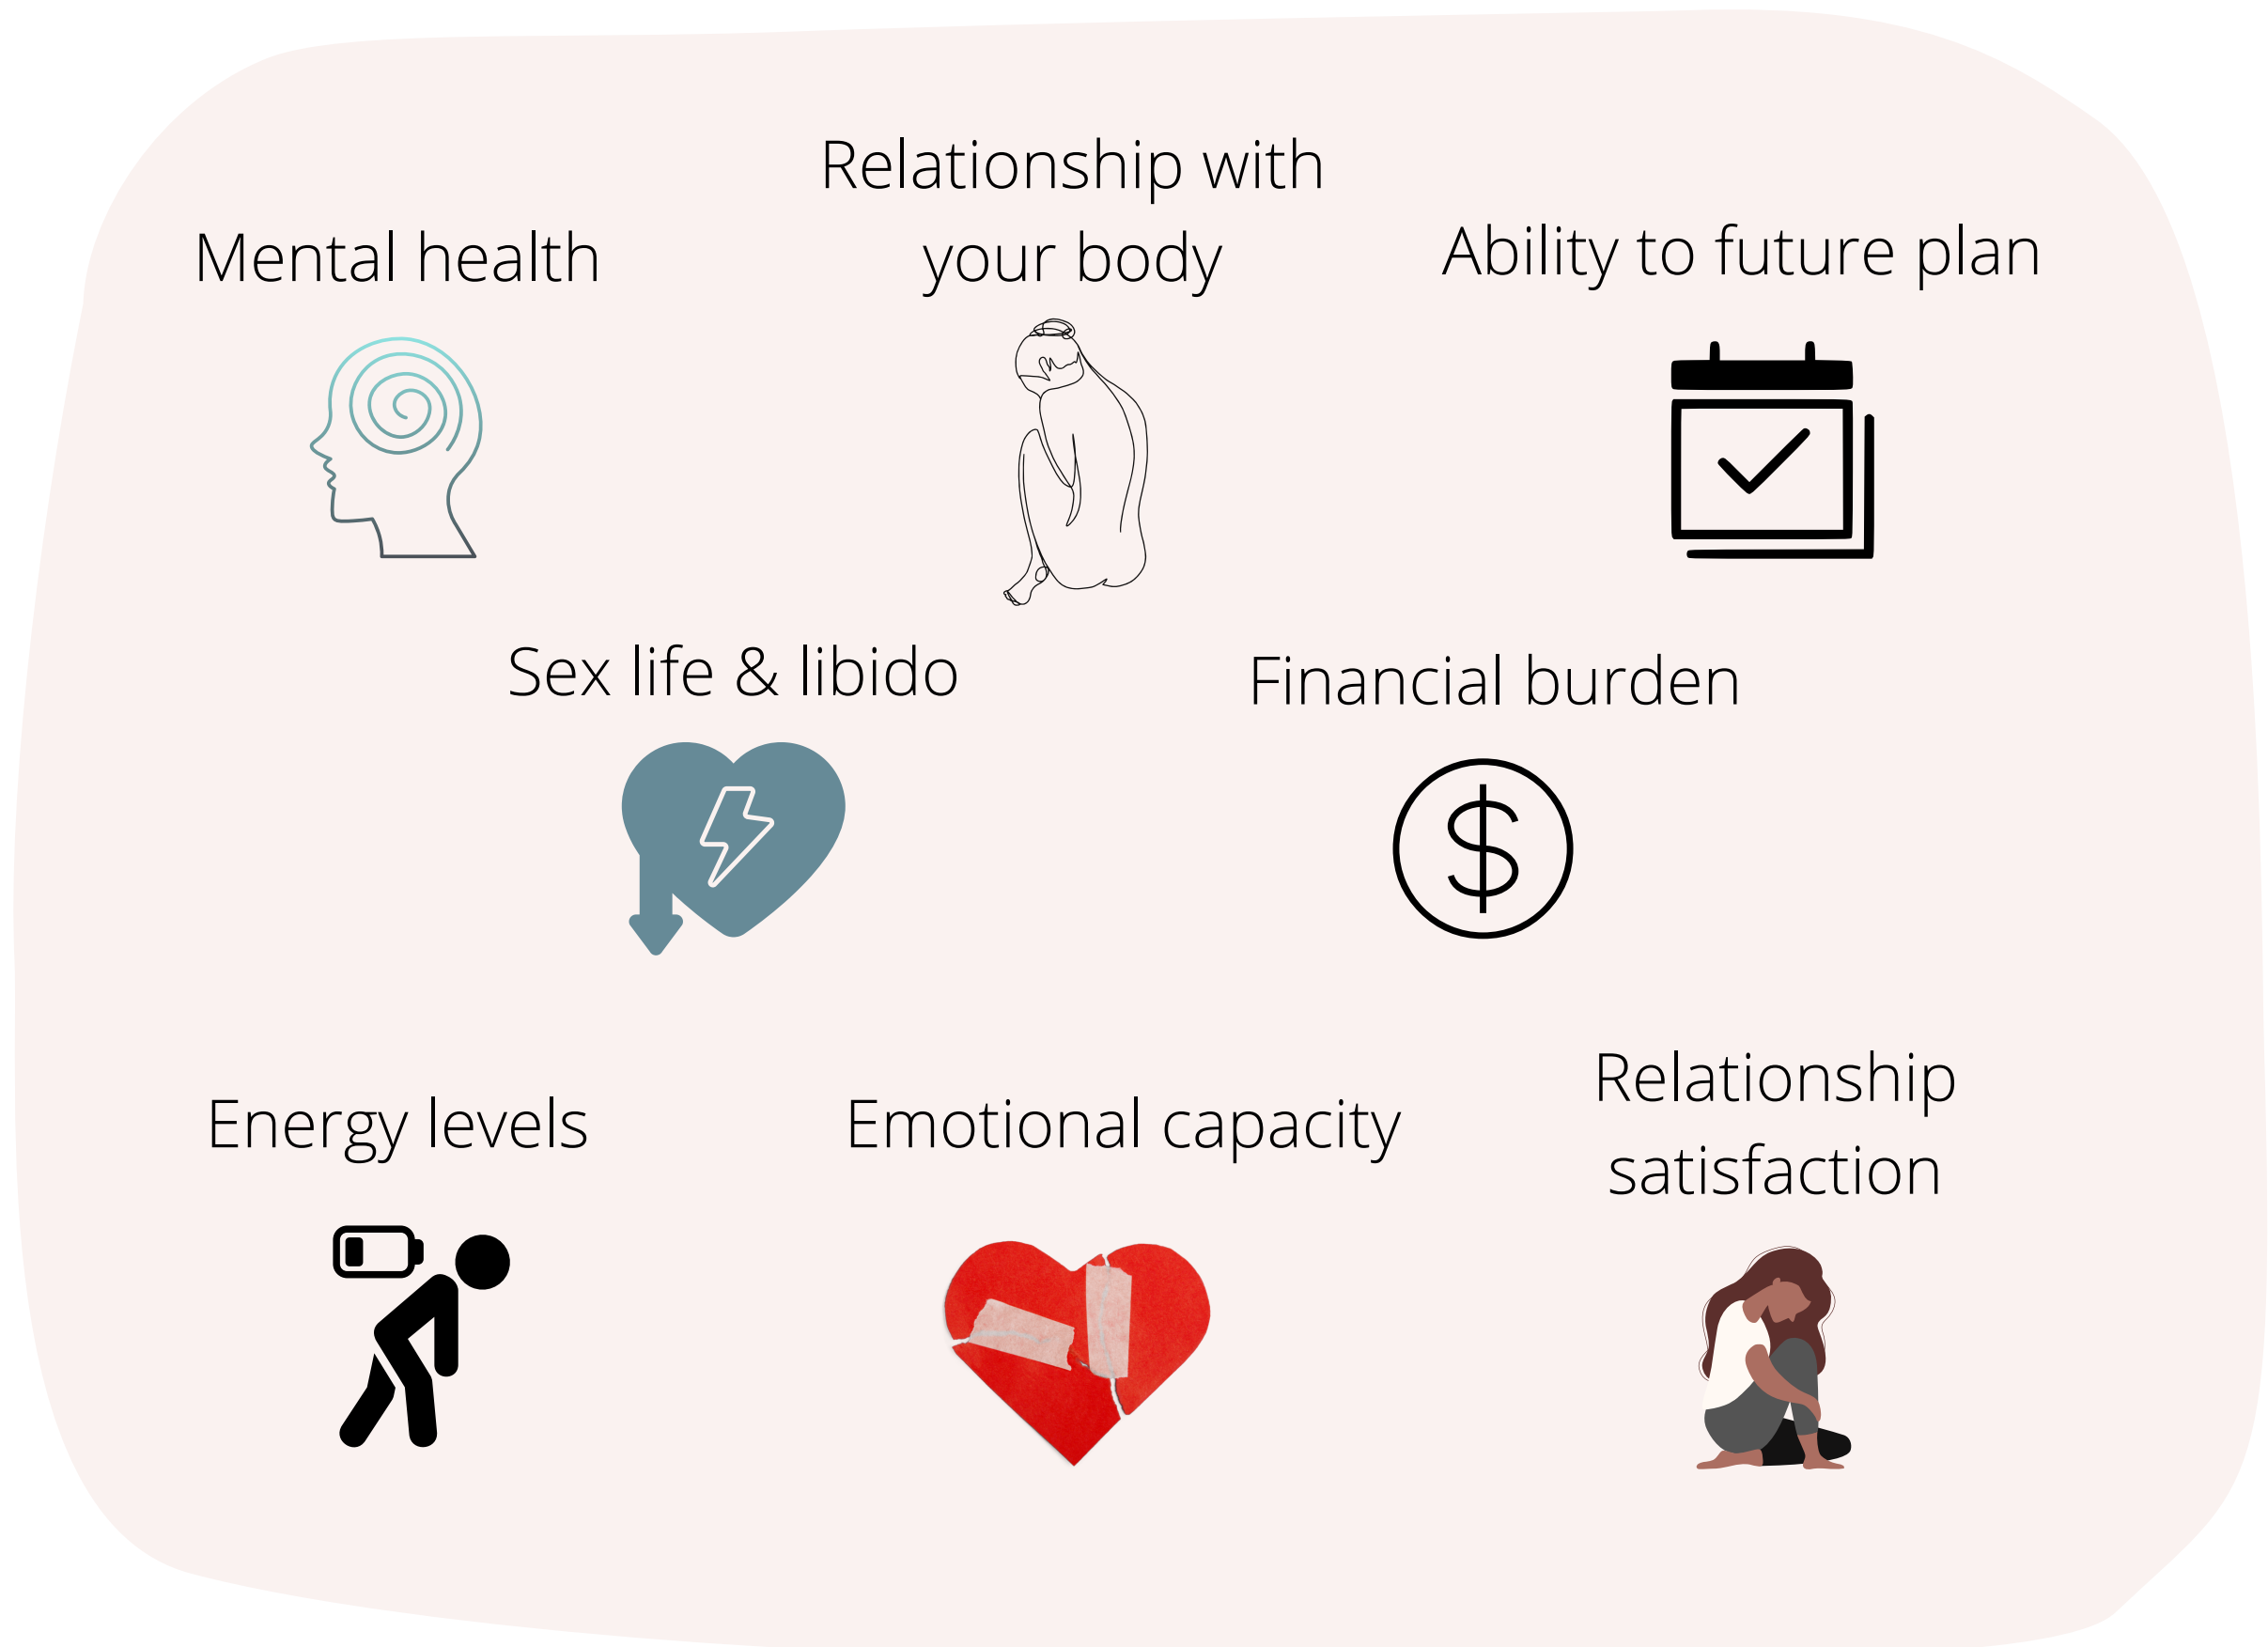 Mental health
Relationship with
your body
Ability to future plan
Sex life & libido
Financial burden
Energy levels
Emotional capacity
Relationship
satisfaction